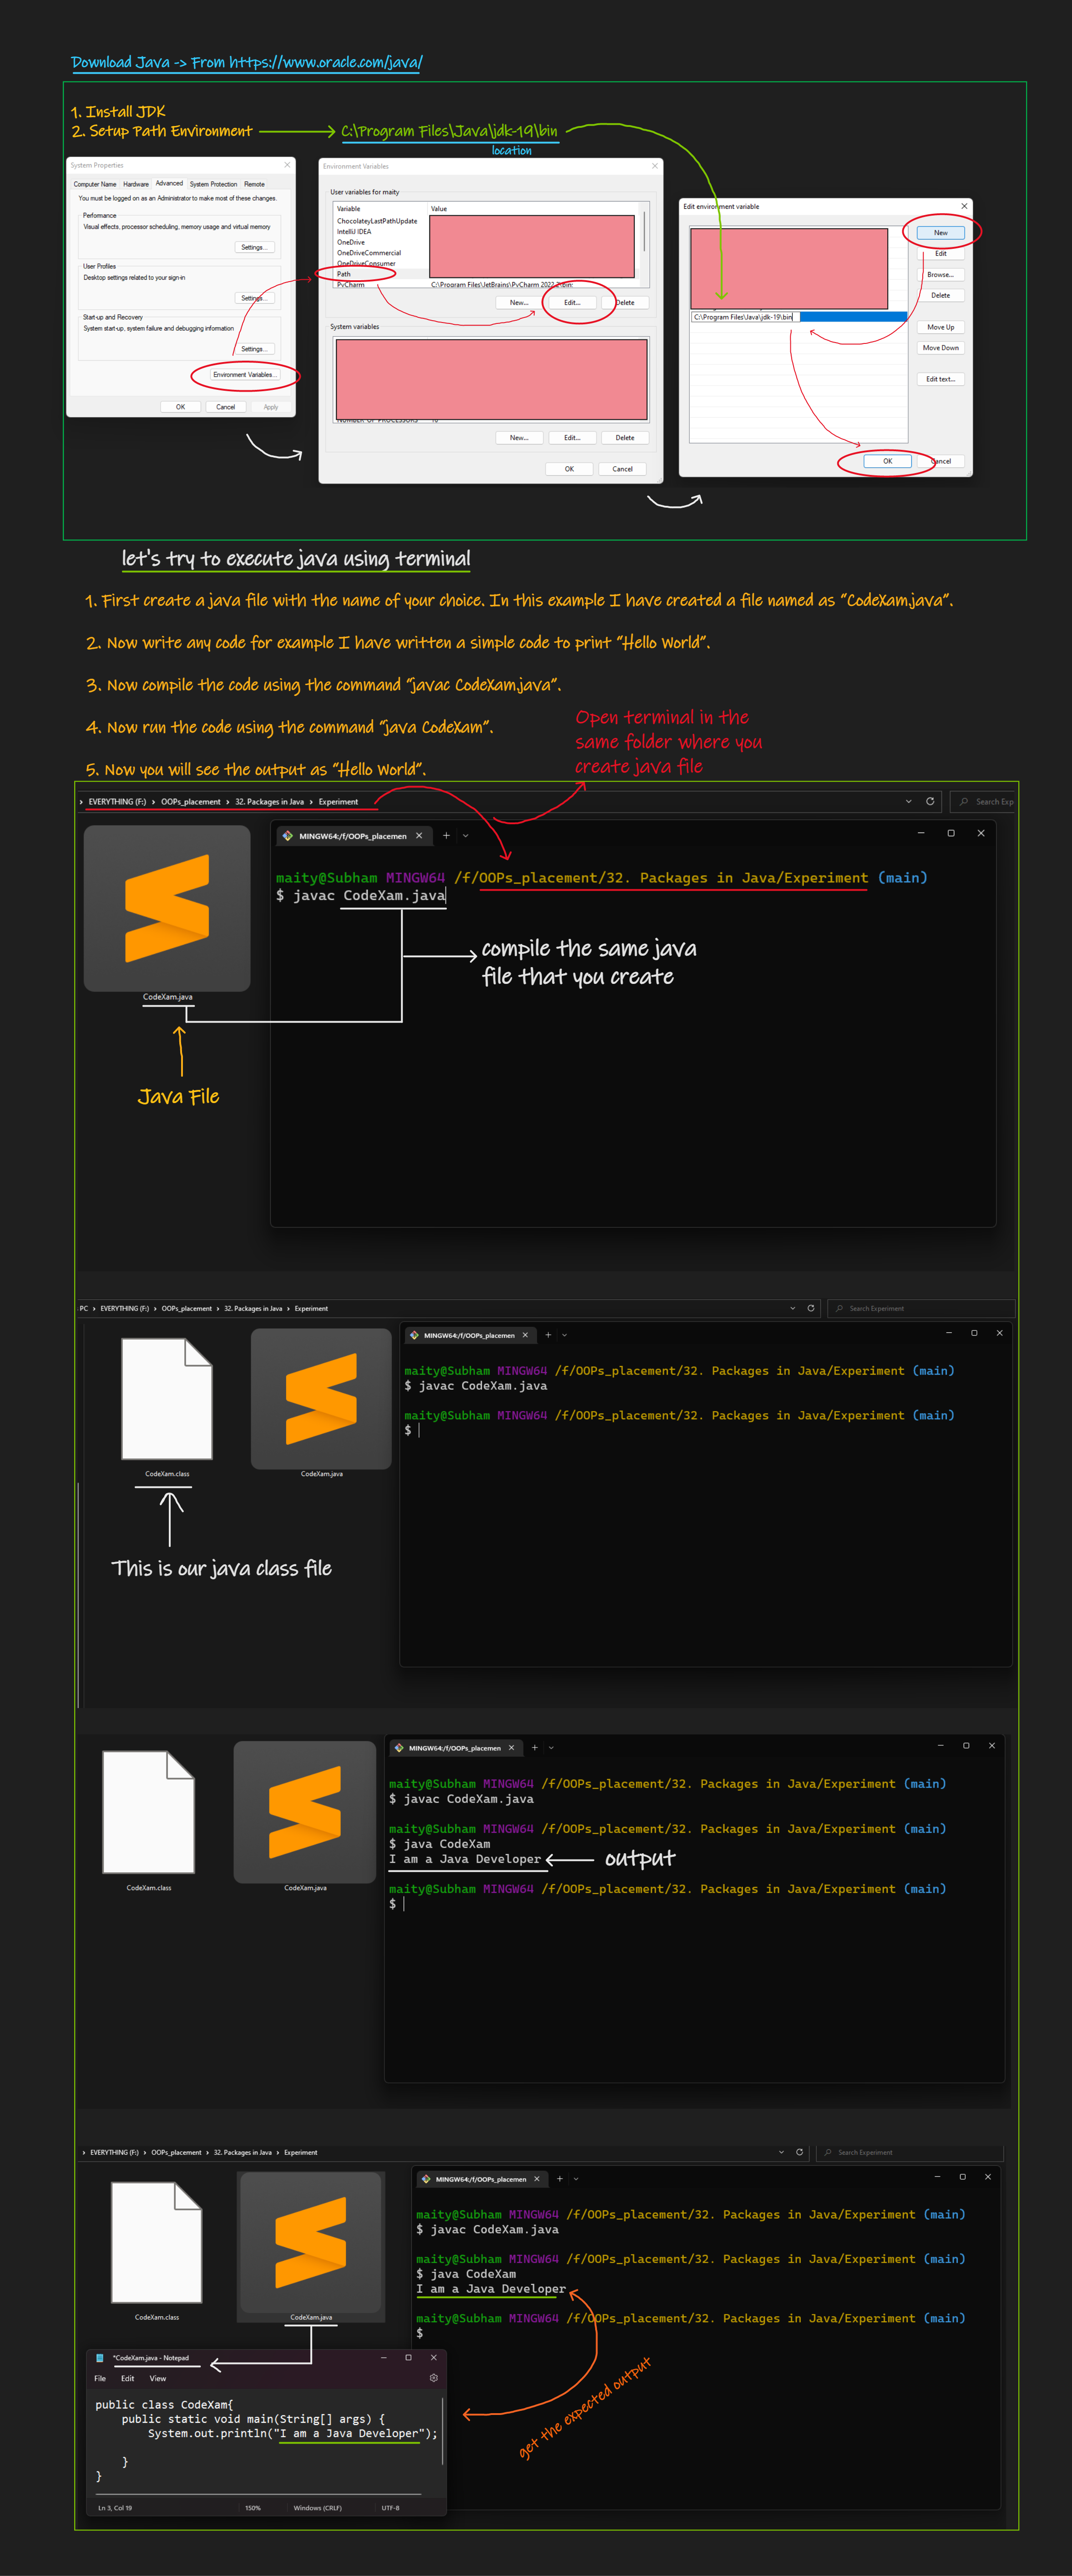 Download Java -> From https://www.oracle.com/java/
1. Install JDK
2. Setup Path Environment
C:\Program Files\Java\jdk-19\bin
location
System Properties
Computer Name Hardware Advanced System Protection Remote
You must be logged on as an Administrator to make most of these changes.
Performance
Visual effects, processor scheduling, memory usage and virtual memory
Settings...
User Profiles
Desktop settings related to your sign-in
Settings...
Start-up and Recovery
System start-up, system failure and debugging information
Settings...
Environment Variables...
OK Cancel Apply
Environment Variables
User variables for maity
Variable Value
ChocolateyLastPathUpdate
IntelliJ IDEA
OneDrive
OneDriveCommercial
OneDriveConsumer
Path
PyCharm C:\Program Files\JetBrains\PyCharm 2022.2\bin;
New... Edit... Delete
System variables
NUMBER_OF_PROCESSORS 16
New... Edit... Delete
OK Cancel
Edit environment variable
C:\Program Files\Java\jdk-19\bin
New
Edit
Browse...
Delete
Move Up
Move Down
Edit text...
OK Cancel
let's try to execute java using terminal
1. First create a java file with the name of your choice. In this example I have created a file named as "CodeXam.java".
2. Now write any code for example I have written a simple code to print "Hello World".
3. Now compile the code using the command "javac CodeXam.java".
4. Now run the code using the command "java CodeXam".
5. Now you will see the output as "Hello World".
Open terminal in the
same folder where you
create java file
› EVERYTHING (F:) › OOPs_placement › 32. Packages in Java › Experiment
Search Exp
CodeXam.java
Java File
MINGW64:/f/OOPs_placemen
maity@Subham MINGW64 /f/OOPs_placement/32. Packages in Java/Experiment (main)
$ javac CodeXam.java
compile the same java
file that you create
PC › EVERYTHING (F:) › OOPs_placement › 32. Packages in Java › Experiment
Search Experiment
CodeXam.class
CodeXam.java
This is our java class file
MINGW64:/f/OOPs_placemen
maity@Subham MINGW64 /f/OOPs_placement/32. Packages in Java/Experiment (main)
$ javac CodeXam.java
maity@Subham MINGW64 /f/OOPs_placement/32. Packages in Java/Experiment (main)
$
CodeXam.class
CodeXam.java
MINGW64:/f/OOPs_placemen
maity@Subham MINGW64 /f/OOPs_placement/32. Packages in Java/Experiment (main)
$ javac CodeXam.java
maity@Subham MINGW64 /f/OOPs_placement/32. Packages in Java/Experiment (main)
$ java CodeXam
I am a Java Developer
output
maity@Subham MINGW64 /f/OOPs_placement/32. Packages in Java/Experiment (main)
$
› EVERYTHING (F:) › OOPs_placement › 32. Packages in Java › Experiment
Search Experiment
CodeXam.class
CodeXam.java
MINGW64:/f/OOPs_placemen
maity@Subham MINGW64 /f/OOPs_placement/32. Packages in Java/Experiment (main)
$ javac CodeXam.java
maity@Subham MINGW64 /f/OOPs_placement/32. Packages in Java/Experiment (main)
$ java CodeXam
I am a Java Developer
maity@Subham MINGW64 /f/OOPs_placement/32. Packages in Java/Experiment (main)
$
get the expected output
*CodeXam.java - Notepad
File Edit View
public class CodeXam{
public static void main(String[] args) {
System.out.println("I am a Java Developer");
}
}
Ln 3, Col 19 150% Windows (CRLF) UTF-8